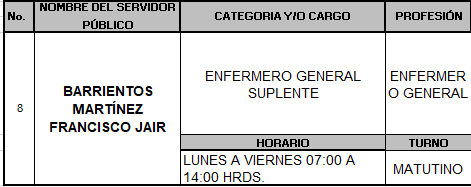 No.
NOMBRE DEL SERVIDOR
PÚBLICO
CATEGORIA Y/O CARGO
PROFESIÓN
8
BARRIENTOS
MARTÍNEZ
FRANCISCO JAIR
ENFERMERO GENERAL
SUPLENTE
ENFERMER
O GENERAL
HORARIO
TURNO
LUNES A VIERNES 07:00 A
14:00 HRDS.
MATUTINO